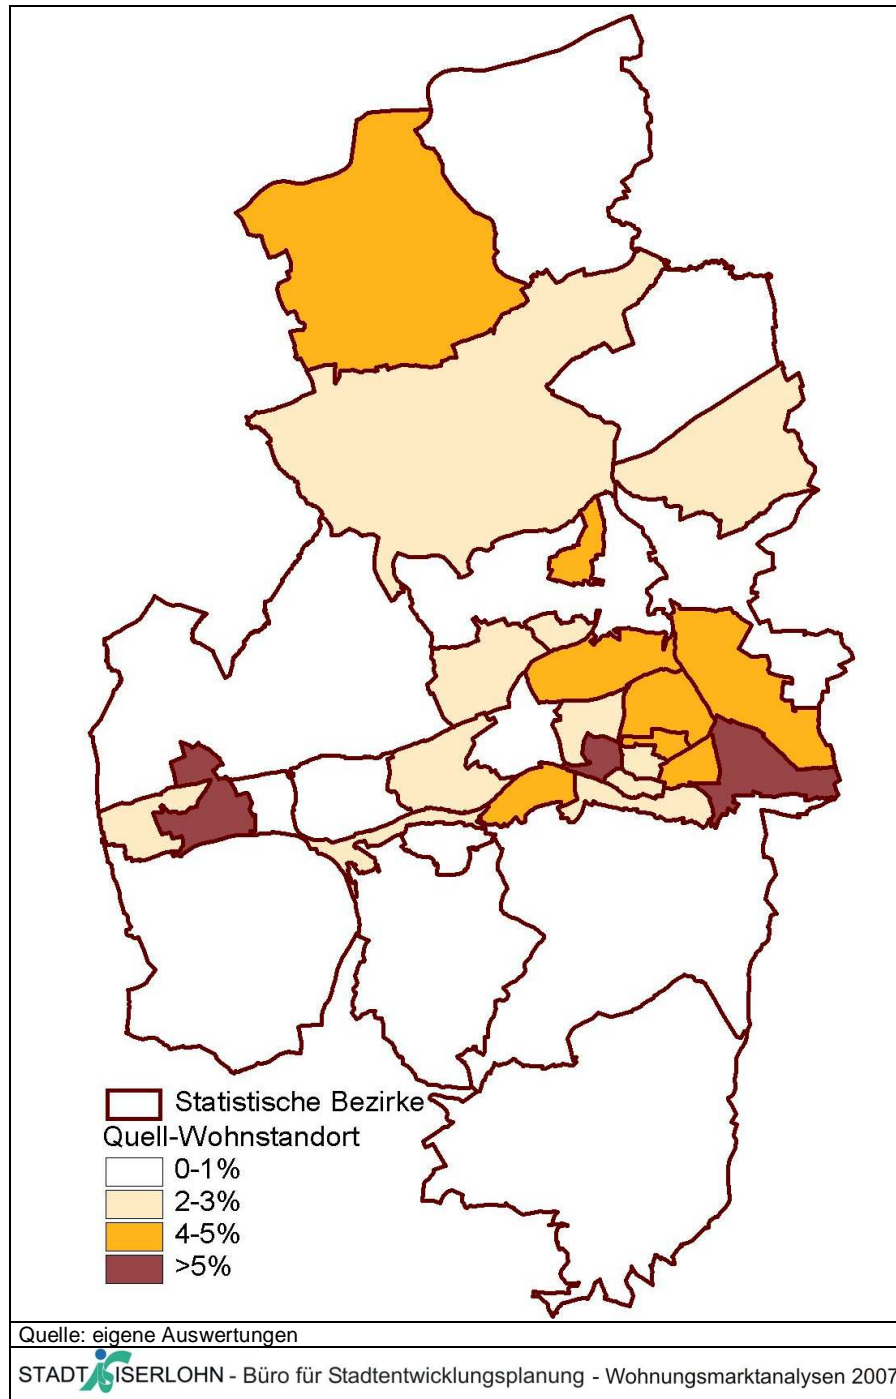 Statistische Bezirke
Quell-Wohnstandort
0-1%
2-3%
4-5%
>5%
Quelle: eigene Auswertungen
STADT ISERLOHN - Büro für Stadtentwicklungsplanung - Wohnungsmarktanalysen 2007